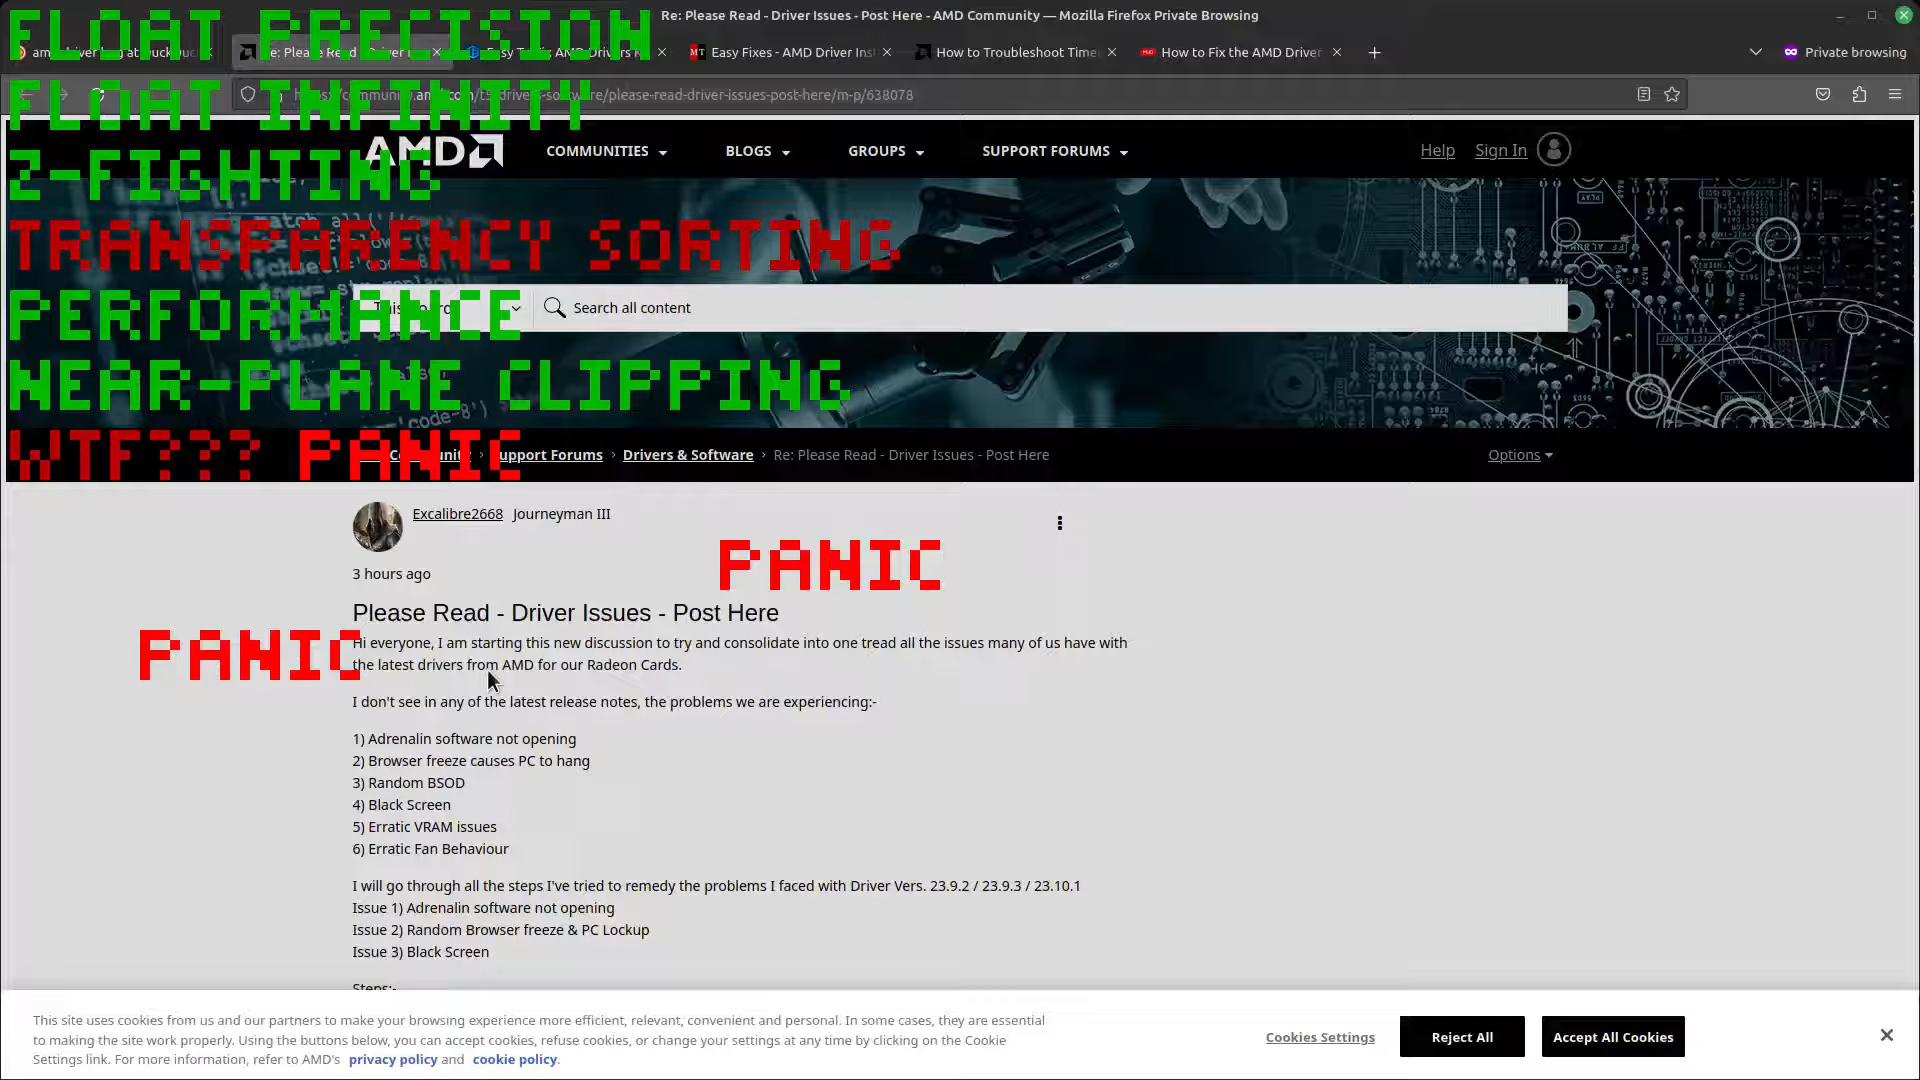 Re: Please Read - Driver Issues - Post Here - AMD Community — Mozilla Firefox Private Browsing
FLOAT PRECISION
Easy Fixes - AMD Driver Ins
How to Troubleshoot Time
How to Fix the AMD Driver
Private browsing
FLOAT INFINITY
/please-read-driver-issues-post-here/m-p/638078
AMD
COMMUNITIES
BLOGS
GROUPS
SUPPORT FORUMS
Help
Sign In
Z-FIGHTING
TRANSPARENCY SORTING
PERFORMANCE
Search all content
NEAR-PLANE CLIPPING
WTF??? PANIC
Community › Support Forums › Drivers & Software › Re: Please Read - Driver Issues - Post Here
Options
Excalibre2668 Journeyman III
PANIC
3 hours ago
Please Read - Driver Issues - Post Here
PANIC
Hi everyone, I am starting this new discussion to try and consolidate into one tread all the issues many of us have with
the latest drivers from AMD for our Radeon Cards.
I don't see in any of the latest release notes, the problems we are experiencing:-
1) Adrenalin software not opening
2) Browser freeze causes PC to hang
3) Random BSOD
4) Black Screen
5) Erratic VRAM issues
6) Erratic Fan Behaviour
I will go through all the steps I've tried to remedy the problems I faced with Driver Vers. 23.9.2 / 23.9.3 / 23.10.1
Issue 1) Adrenalin software not opening
Issue 2) Random Browser freeze & PC Lockup
Issue 3) Black Screen
Steps:-
This site uses cookies from us and our partners to make your browsing experience more efficient, relevant, convenient and personal. In some cases, they are essential
to making the site work properly. Using the buttons below, you can accept cookies, refuse cookies, or change your settings at any time by clicking on the Cookie
Settings link. For more information, refer to AMD's privacy policy and cookie policy.
Cookies Settings
Reject All
Accept All Cookies